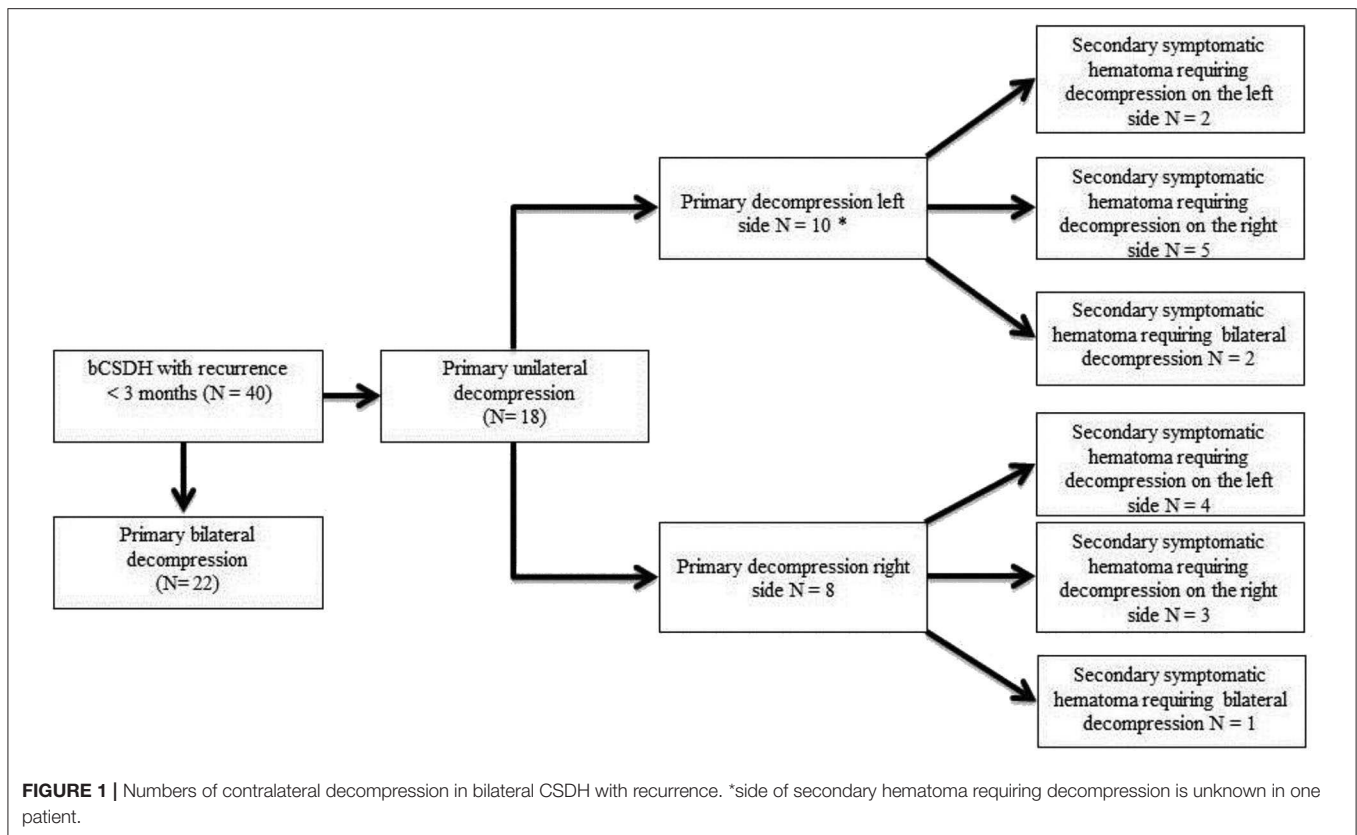 Secondary symptomatic
hematoma requiring
decompression on the left
side N = 2
Primary decompression left
side N = 10 *
Secondary symptomatic
hematoma requiring
decompression on the right
side N = 5
Secondary symptomatic
hematoma requiring bilateral
decompression N = 2
bCSDH with recurrence
< 3 months (N = 40)
Primary unilateral
decompression
(N= 18)
Primary bilateral
decompression
(N= 22)
Primary decompression right
side N = 8
Secondary symptomatic
hematoma requiring
decompression on the left
side N = 4
Secondary symptomatic
hematoma requiring
decompression on the right
side N = 3
Secondary symptomatic
hematoma requiring bilateral
decompression N = 1
FIGURE 1 | Numbers of contralateral decompression in bilateral CSDH with recurrence. *side of secondary hematoma requiring decompression is unknown in one
patient.